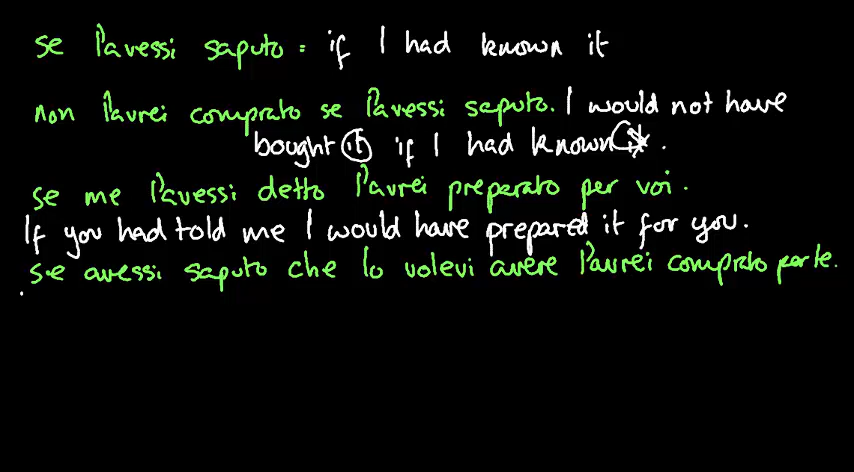 se l'avessi saputo = if I had known it
non l'avrei comprato se l'avessi saputo. I would not have
bought it if I had known .
se me l'avessi detto l'avrei preparato per voi.
If you had told me I would have prepared it for you.
se avessi saputo che lo volevi avere l'avrei comprato per te.